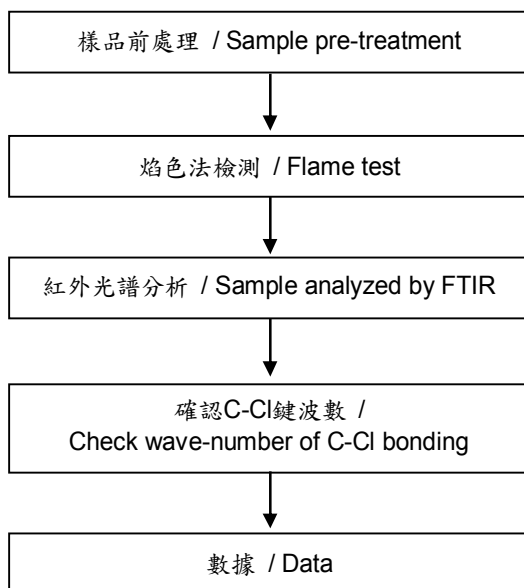 樣品前處理 / Sample pre-treatment
焰色法檢測 / Flame test
紅外光譜分析 / Sample analyzed by FTIR
確認C-Cl鍵波數 /
Check wave-number of C-Cl bonding
數據 / Data